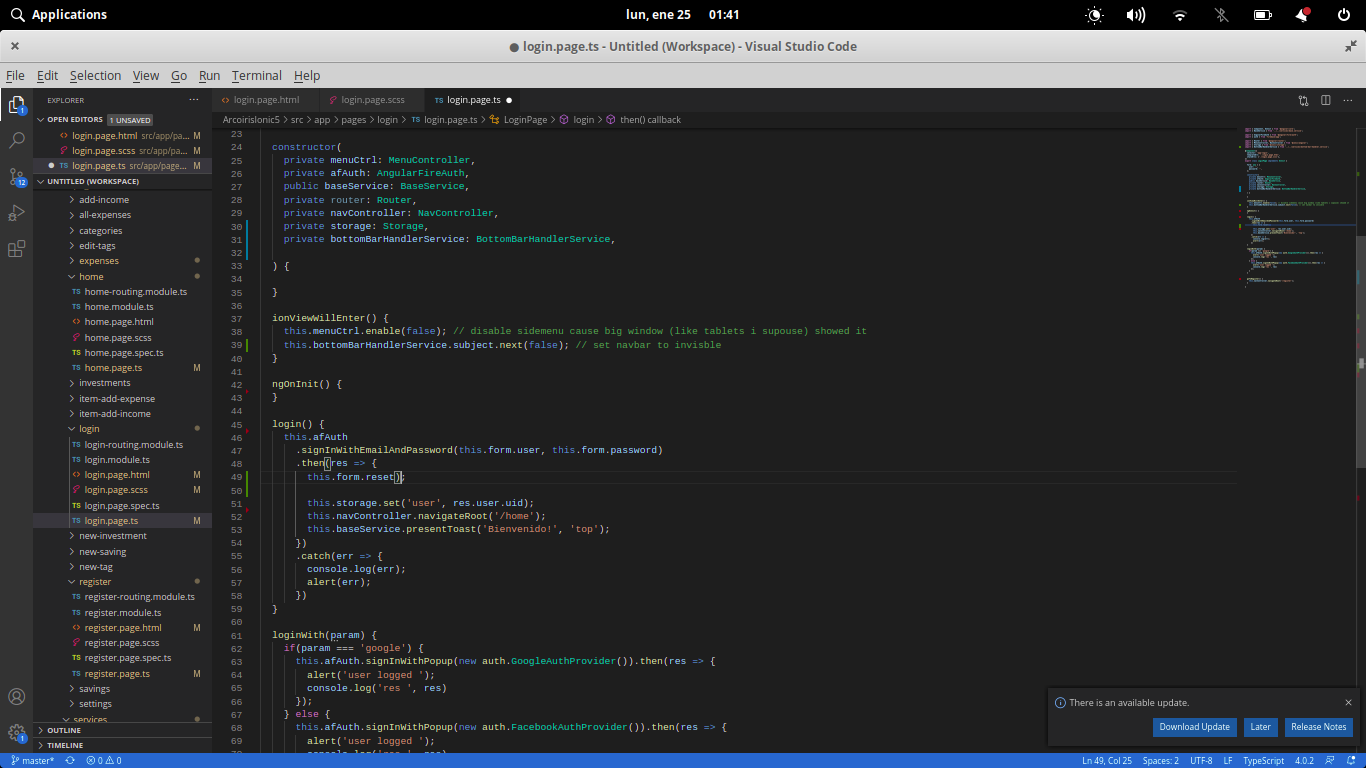 Applications
lun, ene 25 01:41
login.page.ts - Untitled (Workspace) - Visual Studio Code
File Edit Selection View Go Run Terminal Help
EXPLORER
login.page.html login.page.scss TS login.page.ts
OPEN EDITORS 1 UNSAVED
ArcoirisIonic5 > src > app > pages > login > TS login.page.ts > LoginPage > login > then() callback
login.page.html src/app/pa... M
login.page.scss src/app/pa... M
TS login.page.ts src/app/page... M
UNTITLED (WORKSPACE)
add-income
all-expenses
categories
edit-tags
expenses
home
TS home-routing.module.ts
TS home.module.ts
home.page.html M
home.page.scss
TS home.page.spec.ts
TS home.page.ts M
investments
item-add-expense
item-add-income
login
TS login-routing.module.ts
TS login.module.ts
login.page.html M
login.page.scss M
TS login.page.spec.ts
TS login.page.ts M
new-investment
new-saving
new-tag
register
TS register-routing.module.ts
TS register.module.ts
register.page.html M
register.page.scss
TS register.page.spec.ts
TS register.page.ts M
savings
settings
services
OUTLINE
TIMELINE
23
24 constructor(
25 private menuCtrl: MenuController,
26 private afAuth: AngularFireAuth,
27 public baseService: BaseService,
28 private router: Router,
29 private navController: NavController,
30 private storage: Storage,
31 private bottomBarHandlerService: BottomBarHandlerService,
32
33 ) {
34
35 }
36
37 ionViewWillEnter() {
38 this.menuCtrl.enable(false); // disable sidemenu cause big window (like tablets i supouse) showed it
39 this.bottomBarHandlerService.subject.next(false); // set navbar to invisble
40 }
41
42 ngOnInit() {
43 }
44
45 login() {
46 this.afAuth
47 .signInWithEmailAndPassword(this.form.user, this.form.password)
48 .then(res => {
49 this.form.reset);
50
51 this.storage.set('user', res.user.uid);
52 this.navController.navigateRoot('/home');
53 this.baseService.presentToast('Bienvenido!', 'top');
54 })
55 .catch(err => {
56 console.log(err);
57 alert(err);
58 })
59 }
60
61 loginWith(param) {
62 if(param === 'google') {
63 this.afAuth.signInWithPopup(new auth.GoogleAuthProvider()).then(res => {
64 alert('user logged ');
65 console.log('res ', res)
66 });
67 } else {
68 this.afAuth.signInWithPopup(new auth.FacebookAuthProvider()).then(res => {
69 alert('user logged ');
There is an available update.
Download Update Later Release Notes
1
12
1
master* 0 0 Ln 49, Col 25 Spaces: 2 UTF-8 LF TypeScript 4.0.2